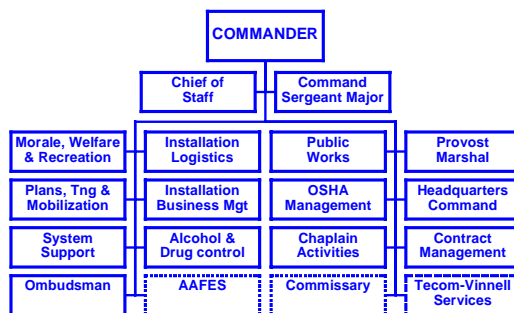 COMMANDER
Chief of
Staff
Command
Sergeant Major
Morale, Welfare
& Recreation
Installation
Logistics
Public
Works
Provost
Marshal
Plans, Tng &
Mobilization
Installation
Business Mgt
OSHA
Management
Headquarters
Command
System
Support
Alcohol &
Drug control
Chaplain
Activities
Contract
Management
Ombudsman
AAFES
Commissary
Tecom-Vinnell
Services